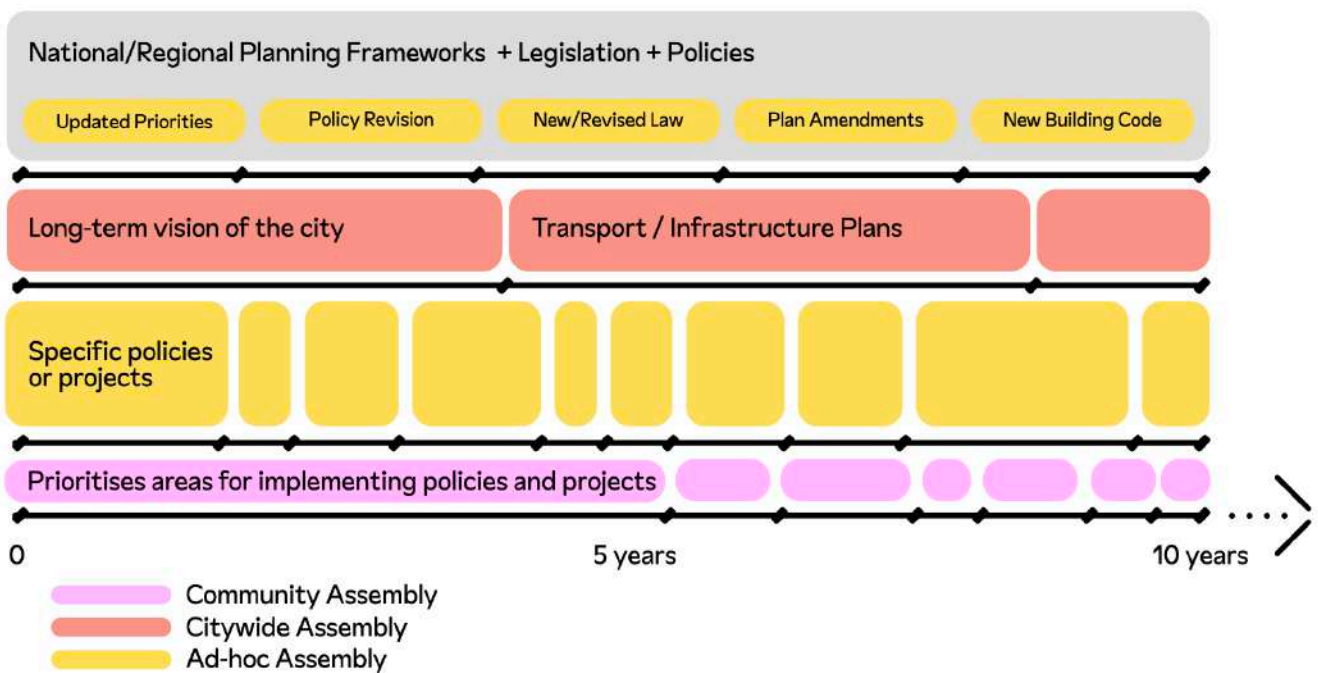 National/Regional Planning Frameworks + Legislation + Policies
Updated Priorities
Policy Revision
New/Revised Law
Plan Amendments
New Building Code
Long-term vision of the city
Transport / Infrastructure Plans
Specific policies
or projects
Prioritises areas for implementing policies and projects
0
5 years
10 years
Community Assembly
Citywide Assembly
Ad-hoc Assembly